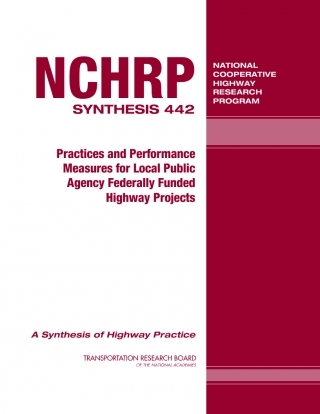 NCHRP
SYNTHESIS 442
NATIONAL
COOPERATIVE
HIGHWAY
RESEARCH
PROGRAM
Practices and Performance
Measures for Local Public
Agency Federally Funded
Highway Projects
A Synthesis of Highway Practice
TRANSPORTATION RESEARCH BOARD
OF THE NATIONAL ACADEMIES